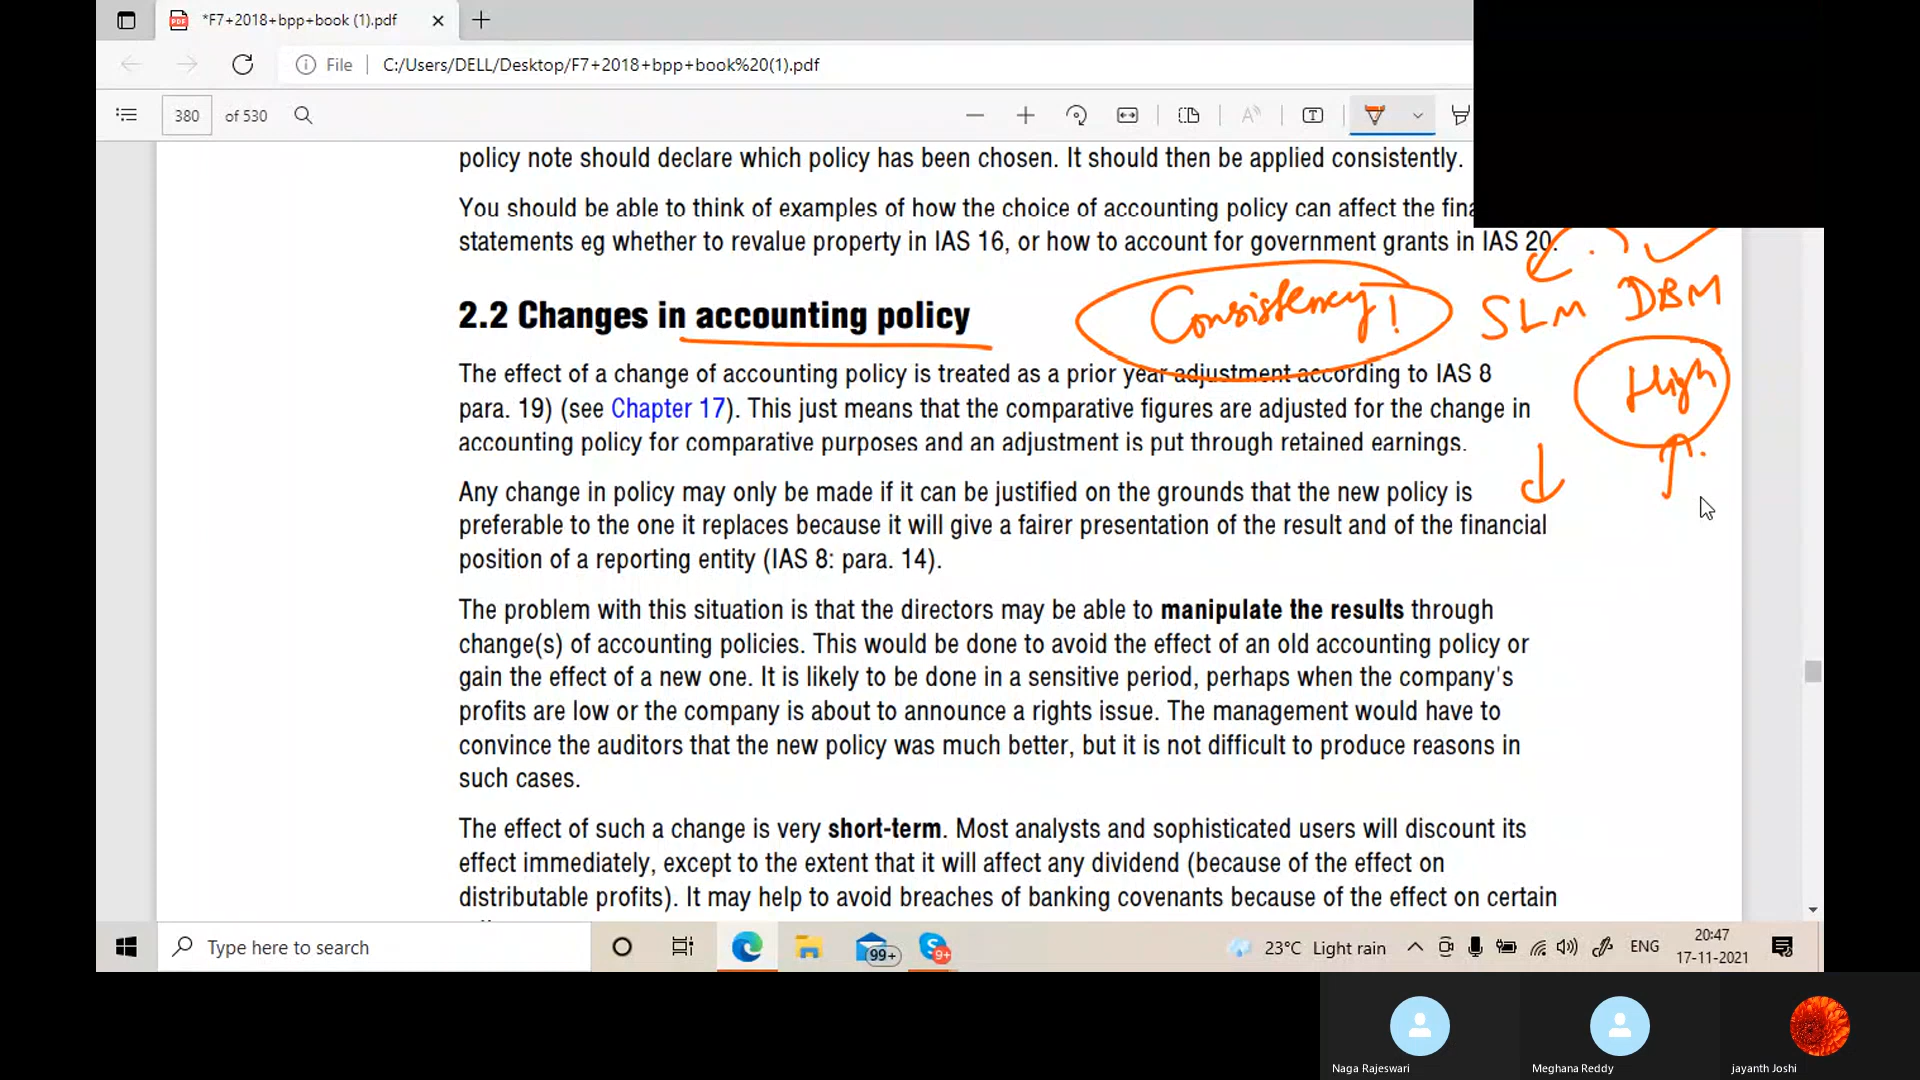 *F7+2018+bpp+book (1).pdf
File
C:/Users/DELL/Desktop/F7+2018+bpp+book%20(1).pdf
380 of 530
policy note should declare which policy has been chosen. It should then be applied consistently.
You should be able to think of examples of how the choice of accounting policy can affect the fina
statements eg whether to revalue property in IAS 16, or how to account for government grants in IAS 20.
2.2 Changes in accounting policy
Consistency!
SLM DBM
High
The effect of a change of accounting policy is treated as a prior year adjustment according to IAS 8
para. 19) (see Chapter 17). This just means that the comparative figures are adjusted for the change in
accounting policy for comparative purposes and an adjustment is put through retained earnings.
Any change in policy may only be made if it can be justified on the grounds that the new policy is
preferable to the one it replaces because it will give a fairer presentation of the result and of the financial
position of a reporting entity (IAS 8: para. 14).
The problem with this situation is that the directors may be able to manipulate the results through
change(s) of accounting policies. This would be done to avoid the effect of an old accounting policy or
gain the effect of a new one. It is likely to be done in a sensitive period, perhaps when the company's
profits are low or the company is about to announce a rights issue. The management would have to
convince the auditors that the new policy was much better, but it is not difficult to produce reasons in
such cases.
The effect of such a change is very short-term. Most analysts and sophisticated users will discount its
effect immediately, except to the extent that it will affect any dividend (because of the effect on
distributable profits). It may help to avoid breaches of banking covenants because of the effect on certain
Type here to search
99+
9+
23°C Light rain
ENG
20:47
17-11-2021
Naga Rajeswari
Meghana Reddy
jayanth Joshi